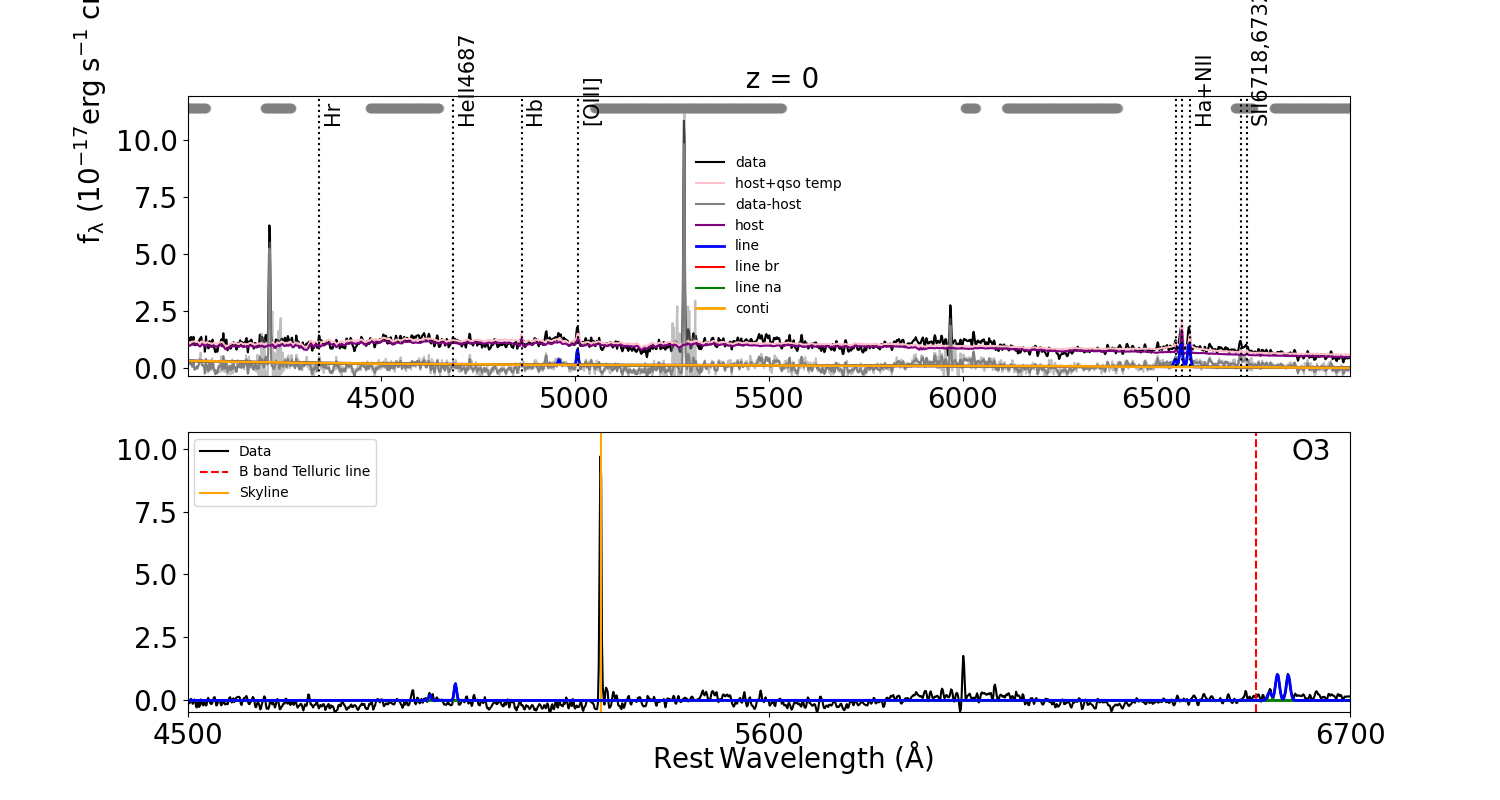 z = 0
f_λ (10^−17 erg s^−1
Hr
HeII4687
Hb
[OIII]
Ha+NII
10.0
7.5
5.0
2.5
0.0
data
host+qso temp
data-host
host
line
line br
line na
conti
4500
5000
5500
6000
6500
10.0
7.5
5.0
2.5
0.0
Data
B band Telluric line
Skyline
O3
4500
5600
6700
Rest Wavelength (Å)